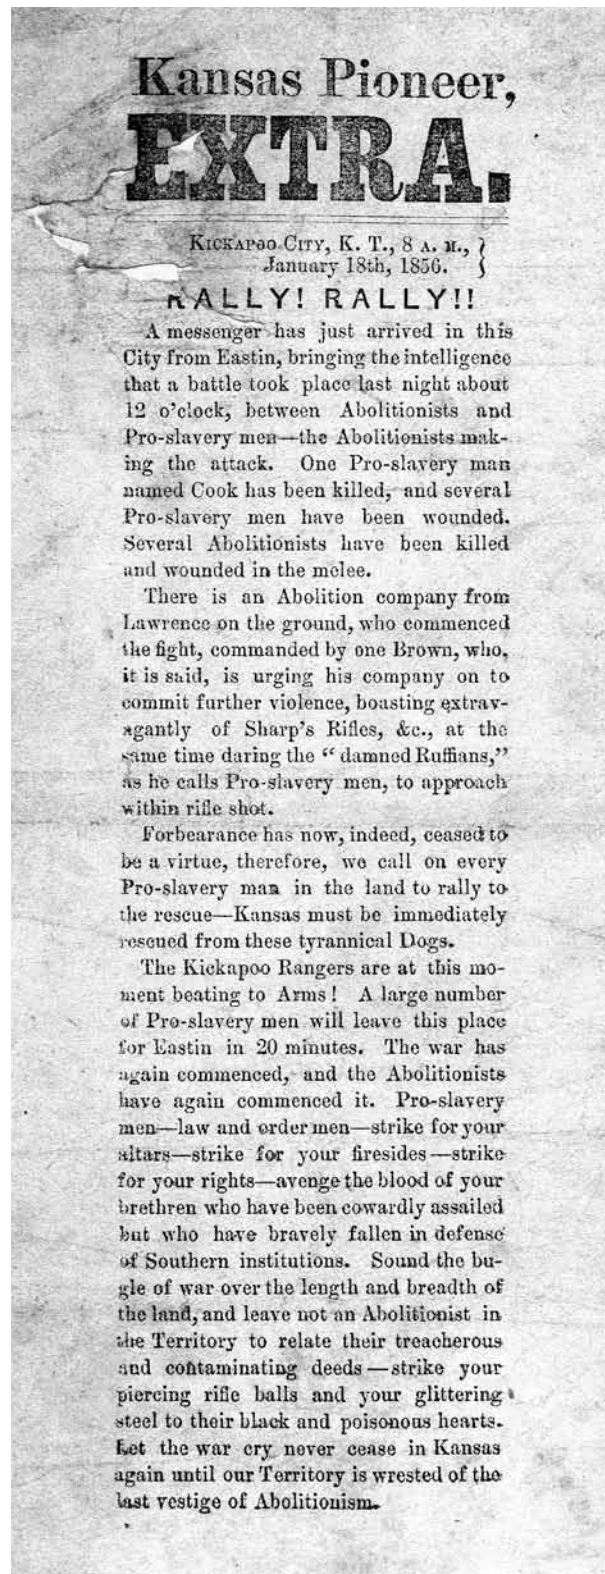 Kansas Pioneer,
EXTRA.
KICKAPOO CITY, K. T., 8 A. M., }
January 18th, 1856.
RALLY! RALLY!!
A messenger has just arrived in this
City from Eastin, bringing the intelligence
that a battle took place last night about
12 o'clock, between Abolitionists and
Pro-slavery men—the Abolitionists mak-
ing the attack. One Pro-slavery man
named Cook has been killed, and several
Pro-slavery men have been wounded.
Several Abolitionists have been killed
and wounded in the melee.
There is an Abolition company from
Lawrence on the ground, who commenced
the fight, commanded by one Brown, who,
it is said, is urging his company on to
commit further violence, boasting extrav-
agantly of Sharp's Rifles, &c., at the
same time daring the "damned Ruffians,"
as he calls Pro-slavery men, to approach
within rifle shot.
Forbearance has now, indeed, ceased to
be a virtue, therefore, we call on every
Pro-slavery man in the land to rally to
the rescue—Kansas must be immediately
rescued from these tyrannical Dogs.
The Kickapoo Rangers are at this mo-
ment beating to Arms! A large number
of Pro-slavery men will leave this place
for Eastin in 20 minutes. The war has
again commenced, and the Abolitionists
have again commenced it. Pro-slavery
men—law and order men—strike for your
altars—strike for your firesides—strike
for your rights—avenge the blood of your
brethren who have been cowardly assailed
but who have bravely fallen in defense
of Southern institutions. Sound the bu-
gle of war over the length and breadth of
the land, and leave not an Abolitionist in
the Territory to relate their treacherous
and contaminating deeds—strike your
piercing rifle balls and your glittering
steel to their black and poisonous hearts.
Let the war cry never cease in Kansas
again until our Territory is wrested of the
last vestige of Abolitionism.